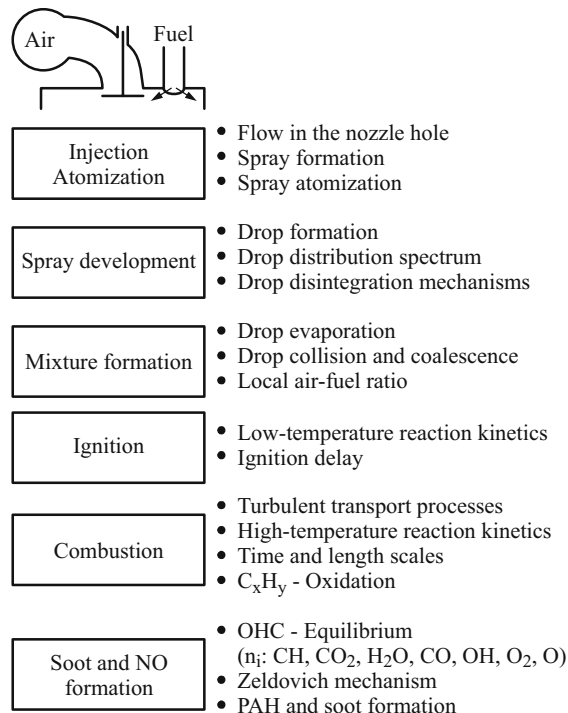 Air
Fuel
Injection
Atomization
• Flow in the nozzle hole
• Spray formation
• Spray atomization
Spray development
• Drop formation
• Drop distribution spectrum
• Drop disintegration mechanisms
Mixture formation
• Drop evaporation
• Drop collision and coalescence
• Local air-fuel ratio
Ignition
• Low-temperature reaction kinetics
• Ignition delay
Combustion
• Turbulent transport processes
• High-temperature reaction kinetics
• Time and length scales
• CₓHᵧ - Oxidation
Soot and NO
formation
• OHC - Equilibrium
(nᵢ: CH, CO₂, H₂O, CO, OH, O₂, O)
• Zeldovich mechanism
• PAH and soot formation